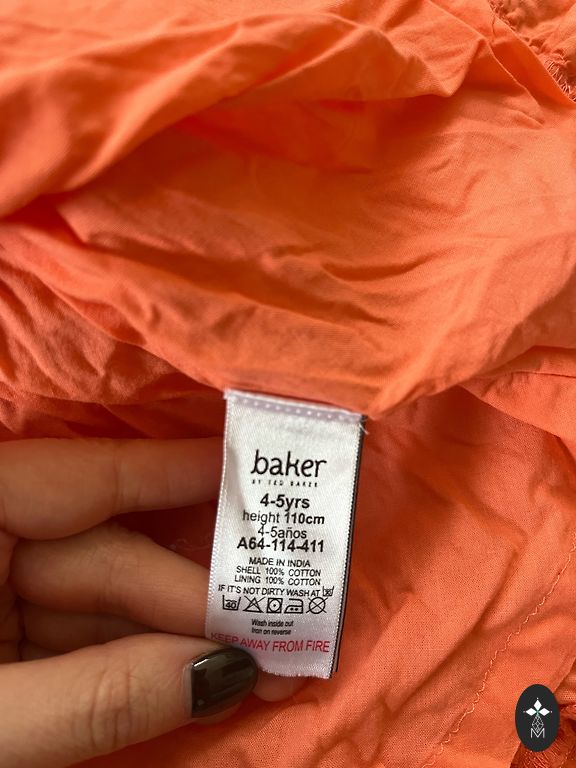 baker
BY TED BAKER
4-5yrs
height 110cm
4-5años
A64-114-411
MADE IN INDIA
SHELL 100% COTTON
LINING 100% COTTON
IF IT'S NOT DIRTY WASH AT
40
Wash inside out
Iron on reverse
KEEP AWAY FROM FIRE
M